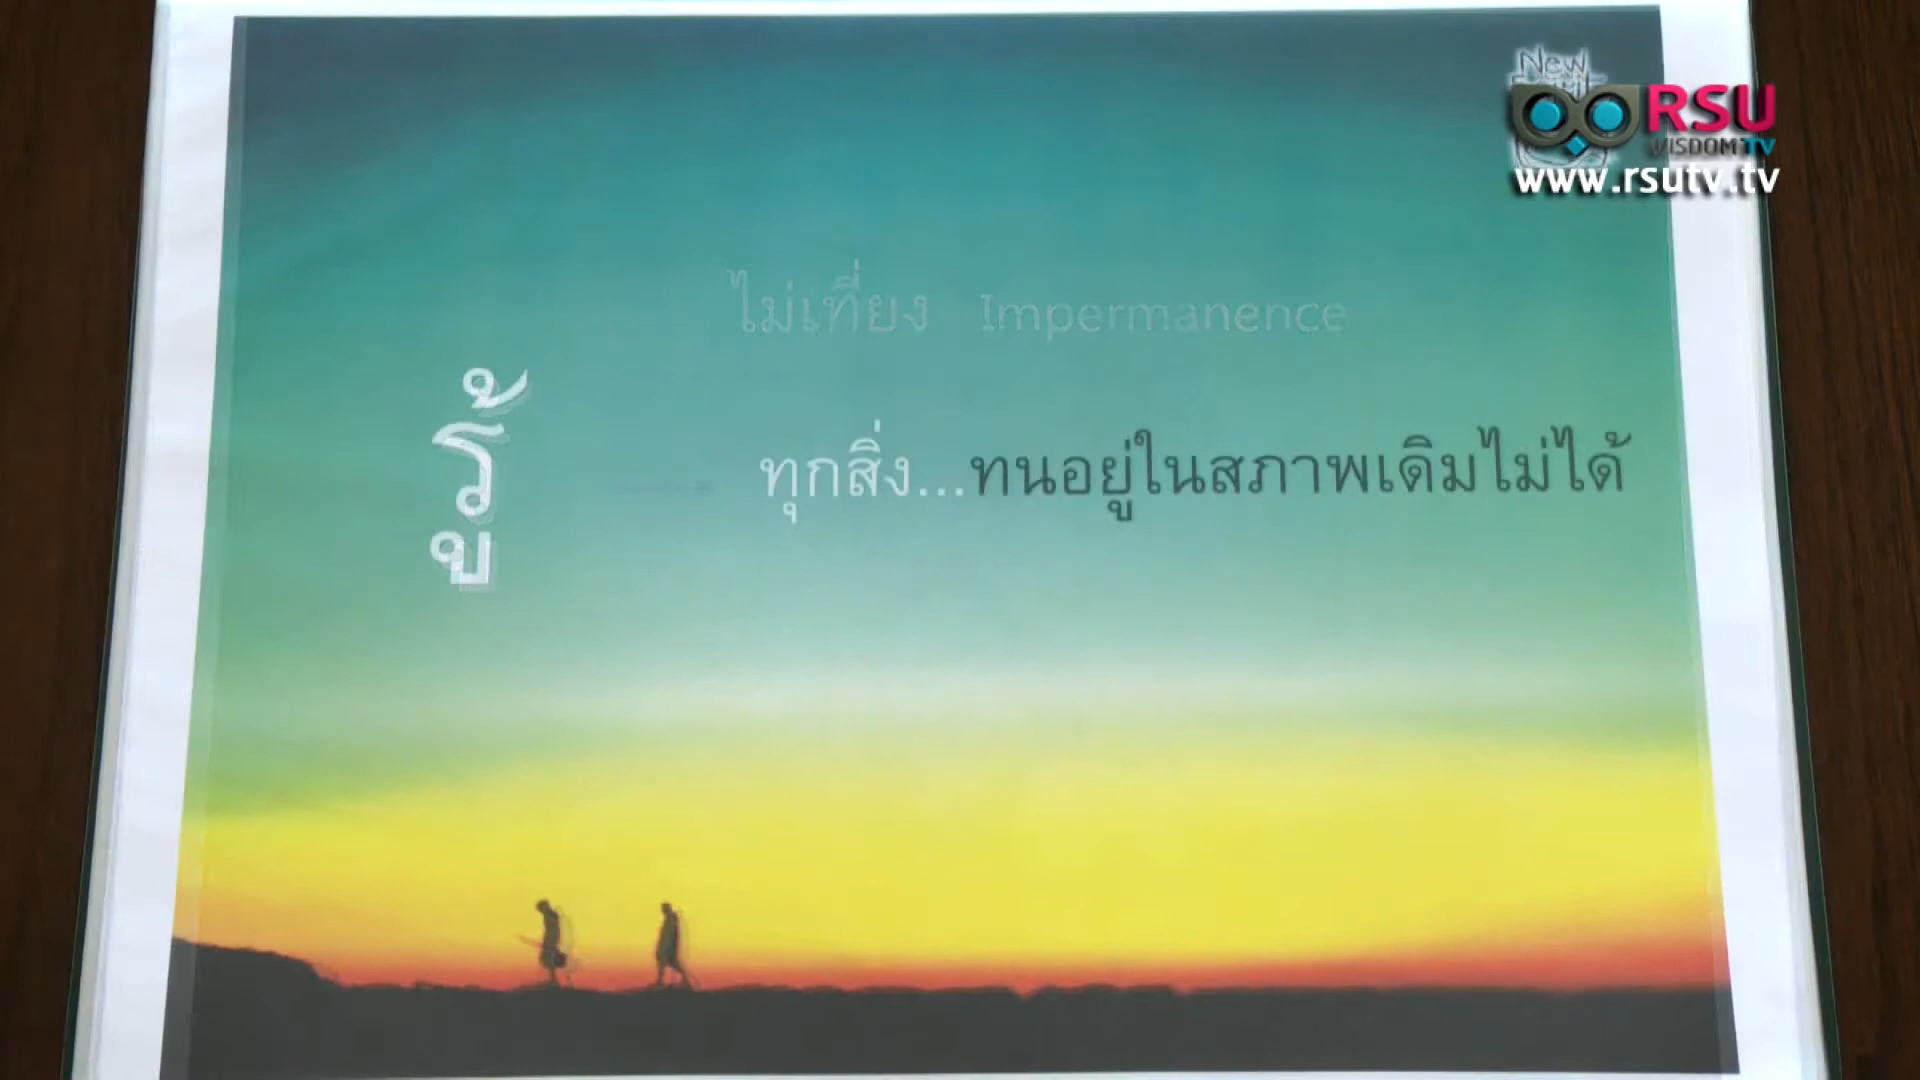 New
RSU
WISDOM TV
www.rsutv.tv
ไม่เที่ยง Impermanence
รู้
ทุกสิ่ง...ทนอยู่ในสภาพเดิมไม่ได้